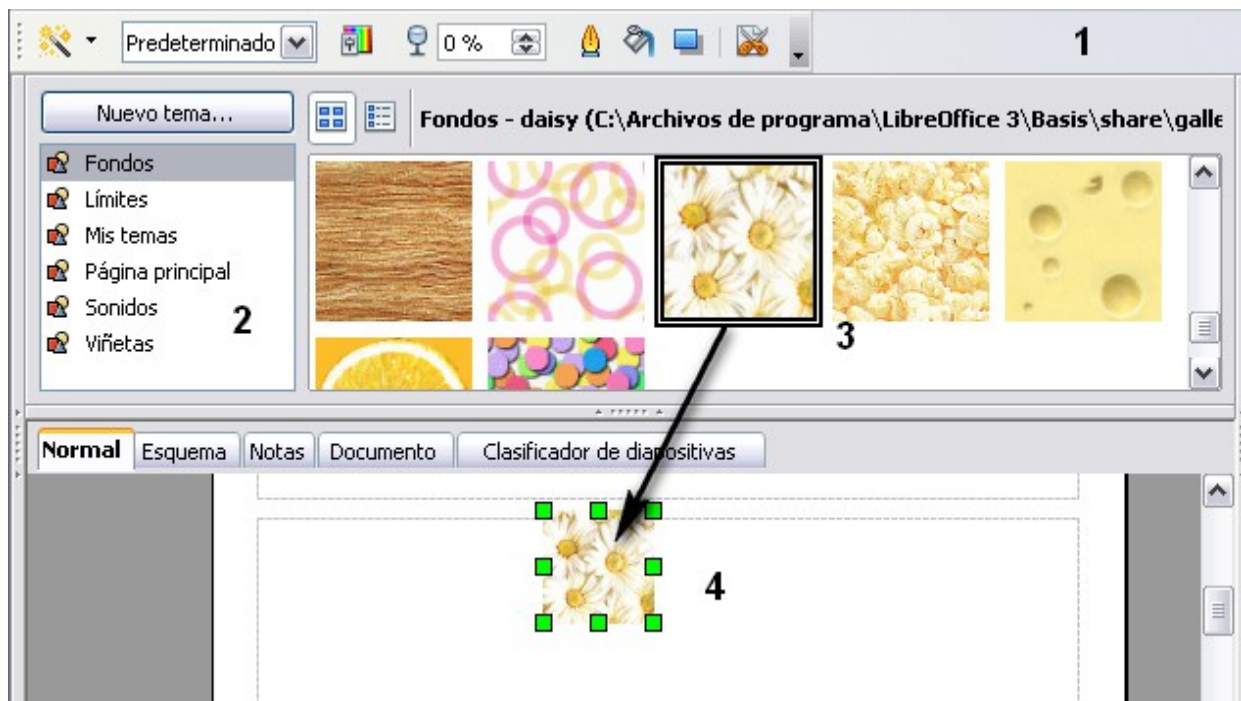 Predeterminado 0 % 1
Nuevo tema... Fondos - daisy (C:\Archivos de programa\LibreOffice 3\Basis\share\galle
Fondos
Límites
Mis temas
Página principal
Sonidos
Viñetas
2
3
Normal Esquema Notas Documento Clasificador de diapositivas
4